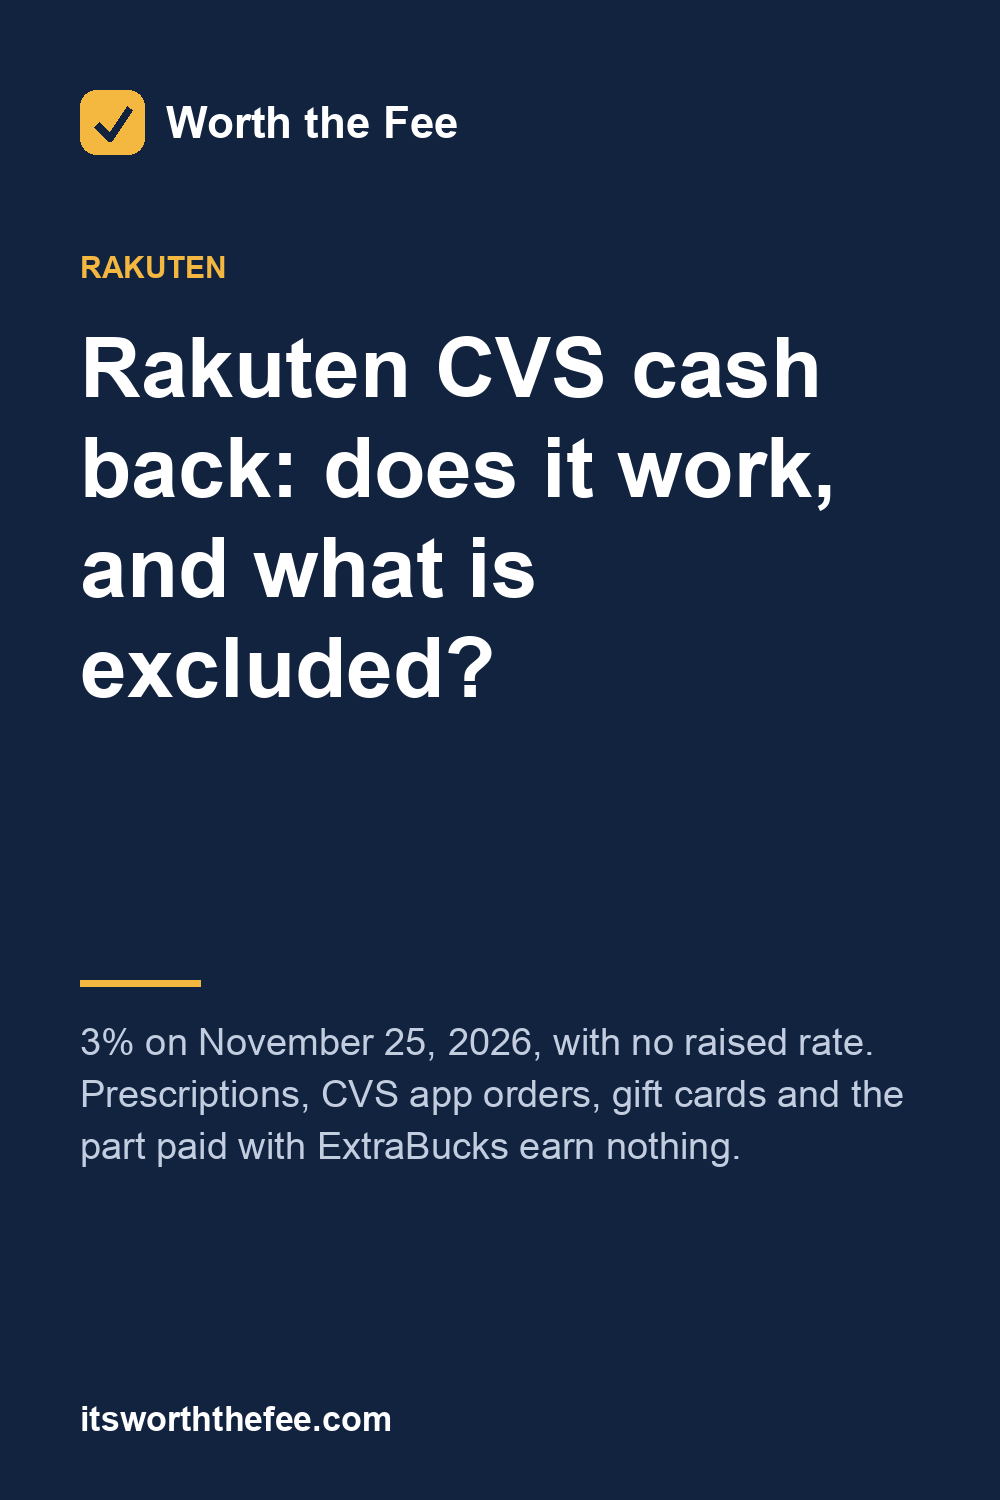 Worth the Fee
RAKUTEN
Rakuten CVS cash
back: does it work,
and what is
excluded?
3% on November 25, 2026, with no raised rate.
Prescriptions, CVS app orders, gift cards and the
part paid with ExtraBucks earn nothing.
itsworththefee.com